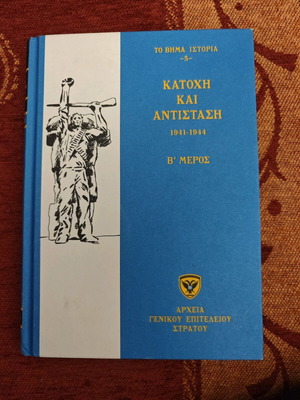 ΤΟ ΒΗΜΑ ΙΣΤΟΡΙΑ
-5-
ΚΑΤΟΧΗ
ΚΑΙ
ΑΝΤΙΣΤΑΣΗ
1941-1944
Β' ΜΕΡΟΣ
ΑΡΧΕΙΑ
ΓΕΝΙΚΟΥ ΕΠΙΤΕΛΕΙΟΥ
ΣΤΡΑΤΟΥ